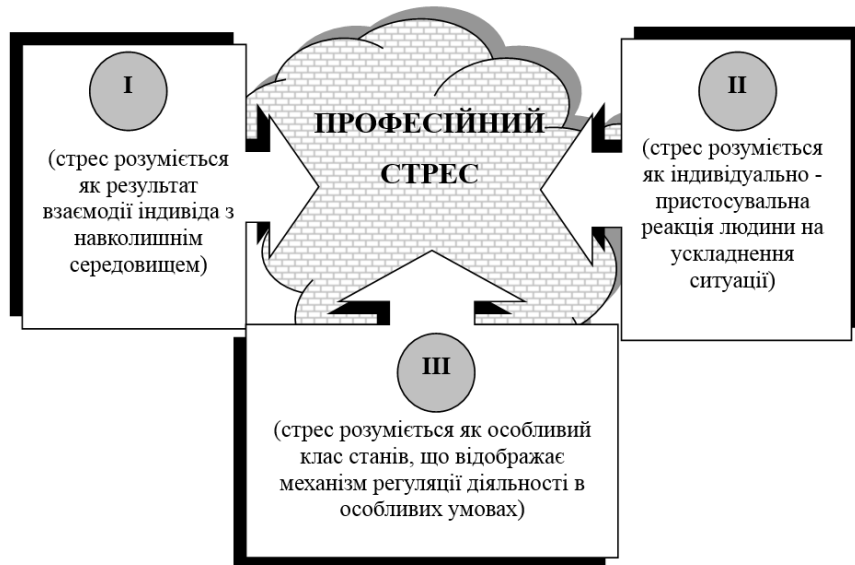 ПРОФЕСІЙНИЙ
СТРЕС
I
(стрес розуміється
як результат
взаємодії індивіда з
навколишнім
середовищем)
II
(стрес розуміється
як індивідуально -
пристосувальна
реакція людини на
ускладнення
ситуації)
III
(стрес розуміється як особливий
клас станів, що відображає
механізм регуляції діяльності в
особливих умовах)